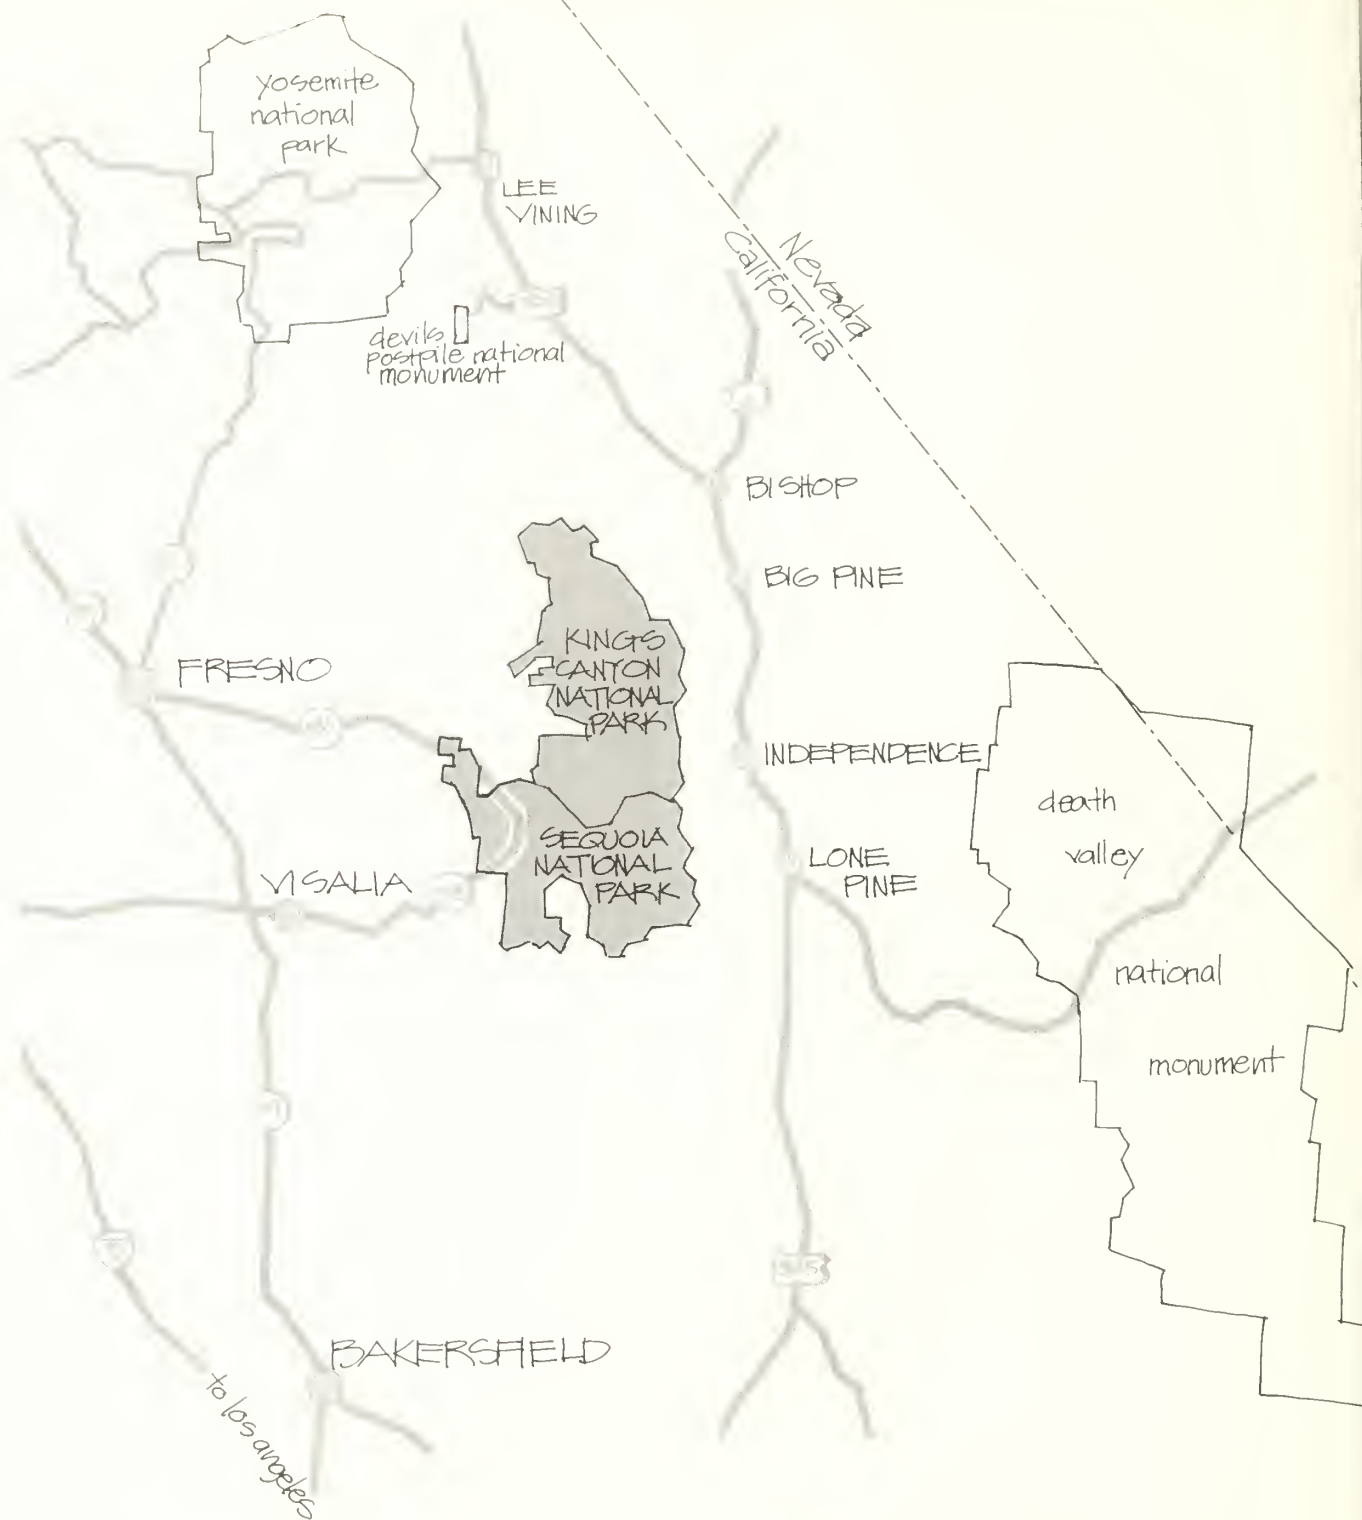 yosemite
national
park
LEE
VINING
Nevada
California
devils
postpile national
monument
BISHOP
BIG PINE
KINGS
CANYON
NATIONAL
PARK
FRESNO
INDEPENDENCE
death
valley
national
monument
SEQUOIA
NATIONAL
PARK
LONE
PINE
VISALIA
395
BAKERSFIELD
to los angeles